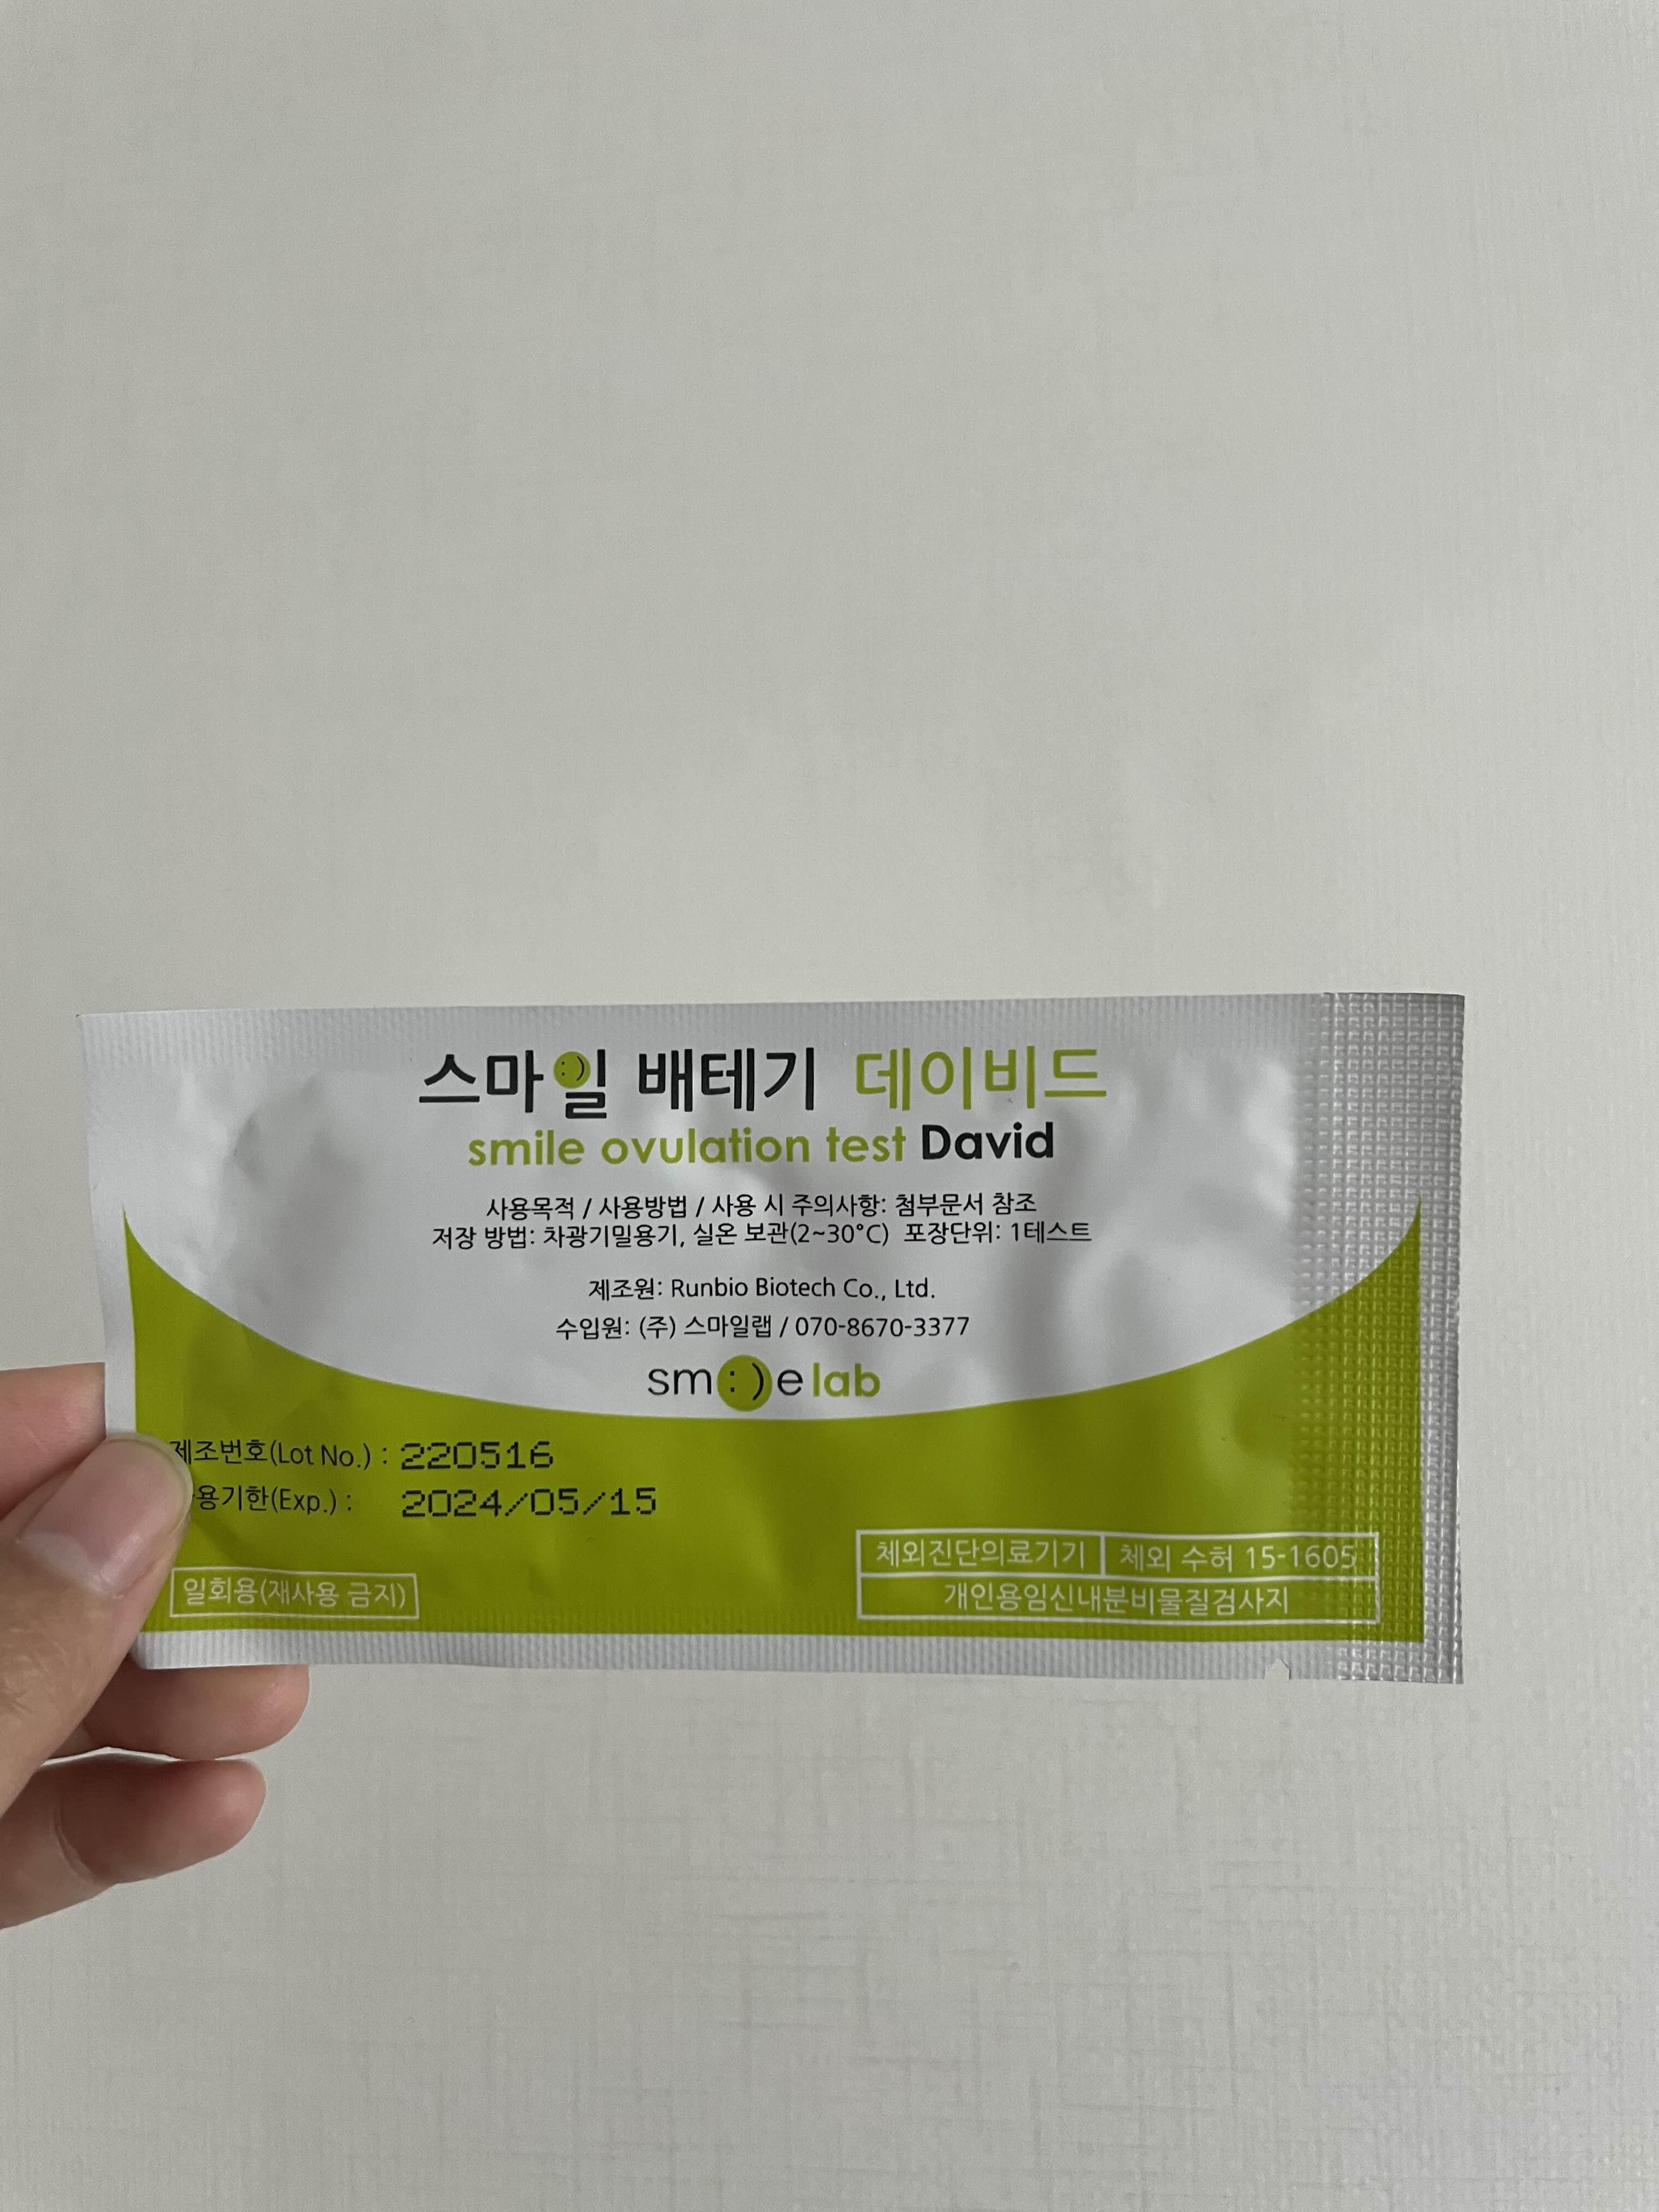 스마일 배테기 데이비드
smile ovulation test David
사용목적 / 사용방법 / 사용 시 주의사항: 첨부문서 참조
저장 방법: 차광기밀용기, 실온 보관(2~30°C) 포장단위: 1테스트
제조원: Runbio Biotech Co., Ltd.
수입원: (주) 스마일랩 / 070-8670-3377
sm:)e lab
제조번호(Lot No.) : 220516
용기한(Exp.) : 2024/05/15
일회용(재사용 금지)
체외진단의료기기 체외 수허 15-1605
개인용임신내분비물질검사지